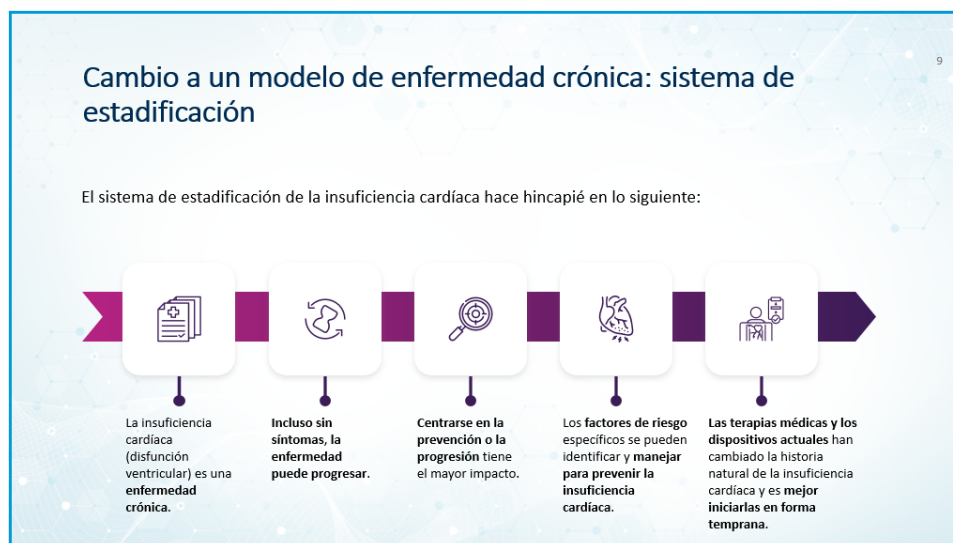 9
Cambio a un modelo de enfermedad crónica: sistema de
estadificación
El sistema de estadificación de la insuficiencia cardíaca hace hincapié en lo siguiente:
La insuficiencia
cardíaca
(disfunción
ventricular) es una
enfermedad
crónica.
Incluso sin
síntomas, la
enfermedad
puede progresar.
Centrarse en la
prevención o la
progresión tiene
el mayor impacto.
Los factores de riesgo
específicos se pueden
identificar y manejar
para prevenir la
insuficiencia
cardíaca.
Las terapias médicas y los
dispositivos actuales han
cambiado la historia
natural de la insuficiencia
cardíaca y es mejor
iniciarlas en forma
temprana.